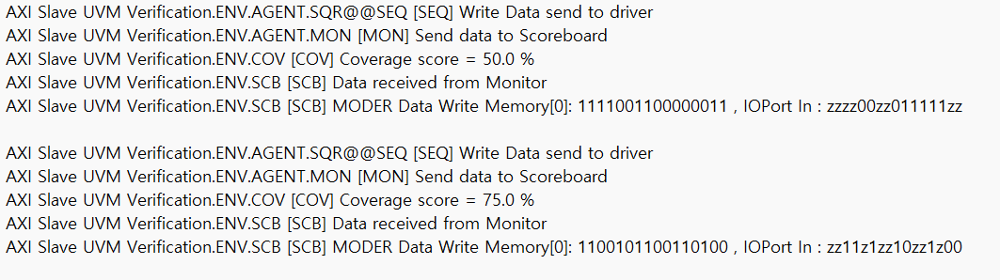 AXI Slave UVM Verification.ENV.AGENT.SQR@@SEQ [SEQ] Write Data send to driver
AXI Slave UVM Verification.ENV.AGENT.MON [MON] Send data to Scoreboard
AXI Slave UVM Verification.ENV.COV [COV] Coverage score = 50.0 %
AXI Slave UVM Verification.ENV.SCB [SCB] Data received from Monitor
AXI Slave UVM Verification.ENV.SCB [SCB] MODER Data Write Memory[0]: 1111001100000011 , IOPort In : zzzz00zz011111zz
AXI Slave UVM Verification.ENV.AGENT.SQR@@SEQ [SEQ] Write Data send to driver
AXI Slave UVM Verification.ENV.AGENT.MON [MON] Send data to Scoreboard
AXI Slave UVM Verification.ENV.COV [COV] Coverage score = 75.0 %
AXI Slave UVM Verification.ENV.SCB [SCB] Data received from Monitor
AXI Slave UVM Verification.ENV.SCB [SCB] MODER Data Write Memory[0]: 1100101100110100 , IOPort In : zz11z1zz10zz1z00